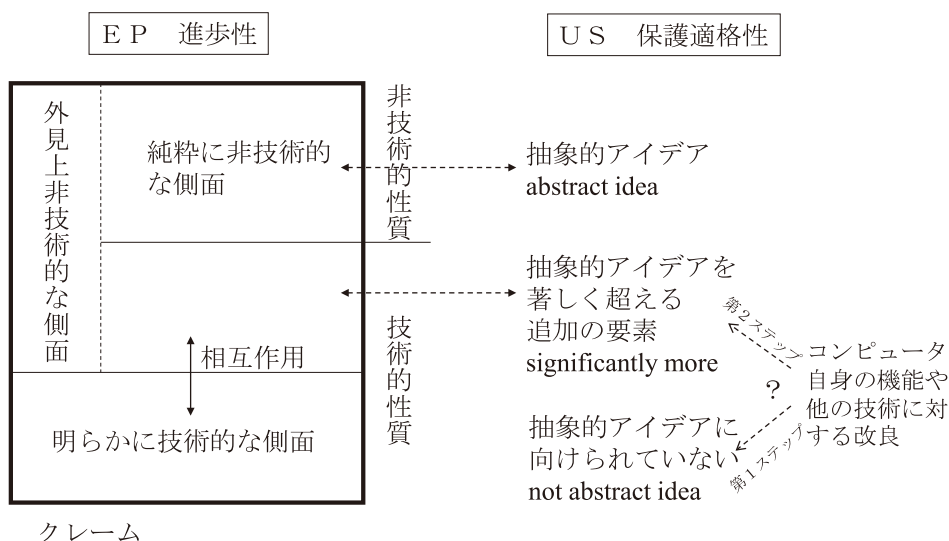 ＥＰ　進歩性
ＵＳ　保護適格性
外見上非技術的な側面
純粋に非技術的
な側面
非技術的性質
抽象的アイデア
abstract idea
相互作用
技術的性質
抽象的アイデアを
著しく超える
追加の要素
significantly more
第２ステップ
コンピュータ
自身の機能や
他の技術に対
する改良
？
明らかに技術的な側面
抽象的アイデアに
向けられていない
not abstract idea
第１ステップ
クレーム